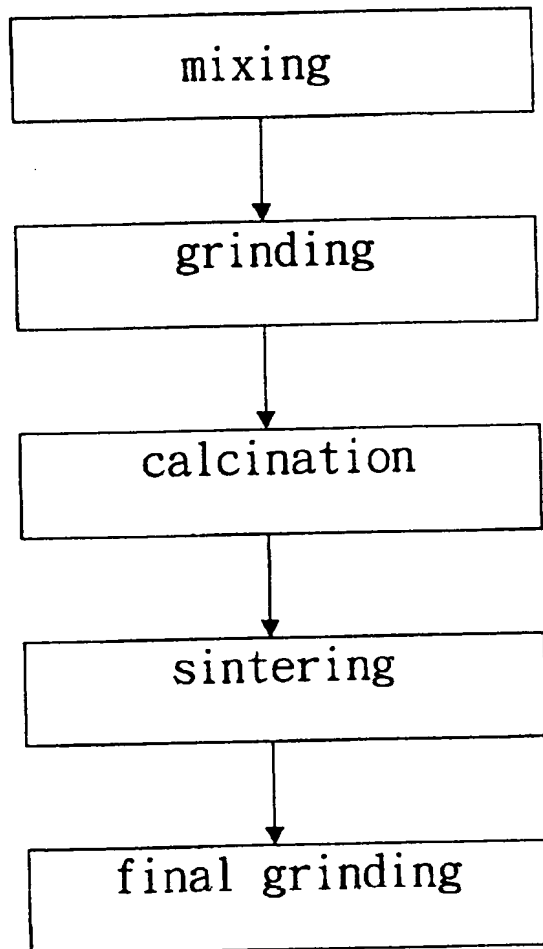 mixing
grinding
calcination
sintering
final grinding